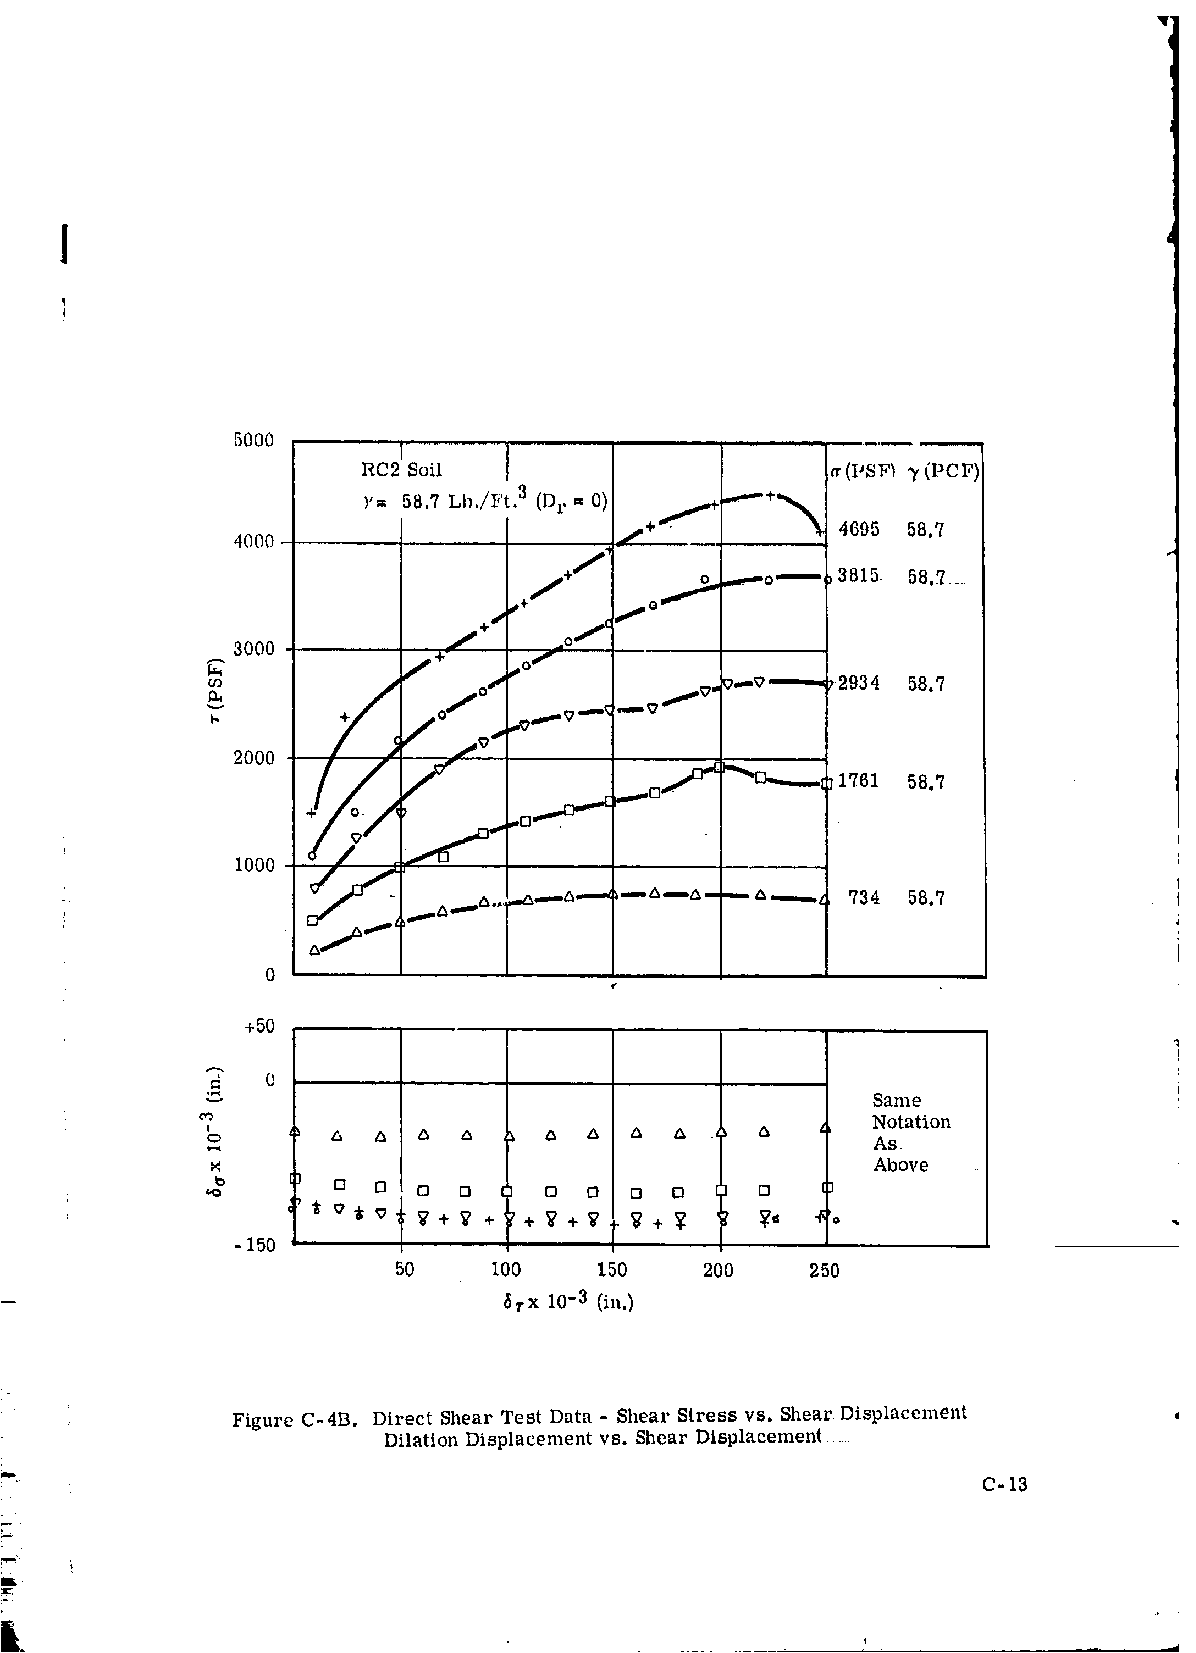 5000
RC2 Soil
σ (PSF) γ (PCF)
γ = 58.7 Lb./Ft.³ (Dr = 0)
4695 58.7
4000
3815 58.7
3000
τ (PSF)
2934 58.7
2000
1761 58.7
1000
734 58.7
0
+50
0
δσ x 10⁻³ (in.)
Same
Notation
As
Above
-150
50 100 150 200 250
δτ x 10⁻³ (in.)
Figure C-4B. Direct Shear Test Data - Shear Stress vs. Shear Displacement
Dilation Displacement vs. Shear Displacement
C-13